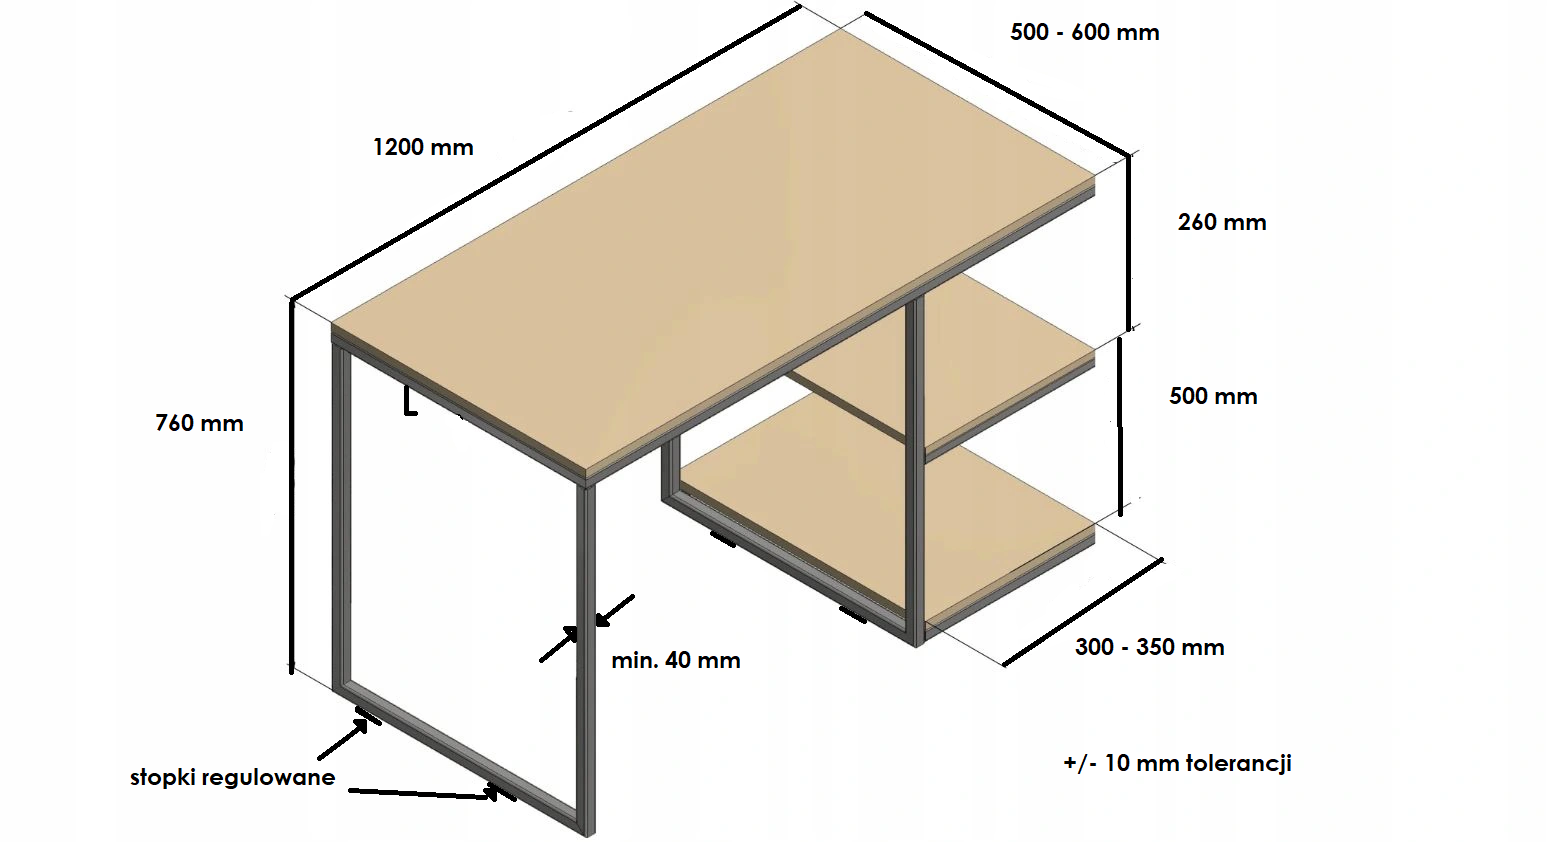 500 - 600 mm
1200 mm
260 mm
500 mm
760 mm
300 - 350 mm
min. 40 mm
stopki regulowane
+/- 10 mm tolerancji